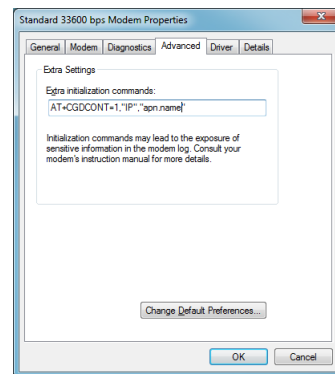 Standard 33600 bps Modem Properties
General Modem Diagnostics Advanced Driver Details
Extra Settings
Extra initialization commands:
AT+CGDCONT=1,"IP","apn.name"
Initialization commands may lead to the exposure of
sensitive information in the modem log. Consult your
modem's instruction manual for more details.
Change Default Preferences...
OK Cancel